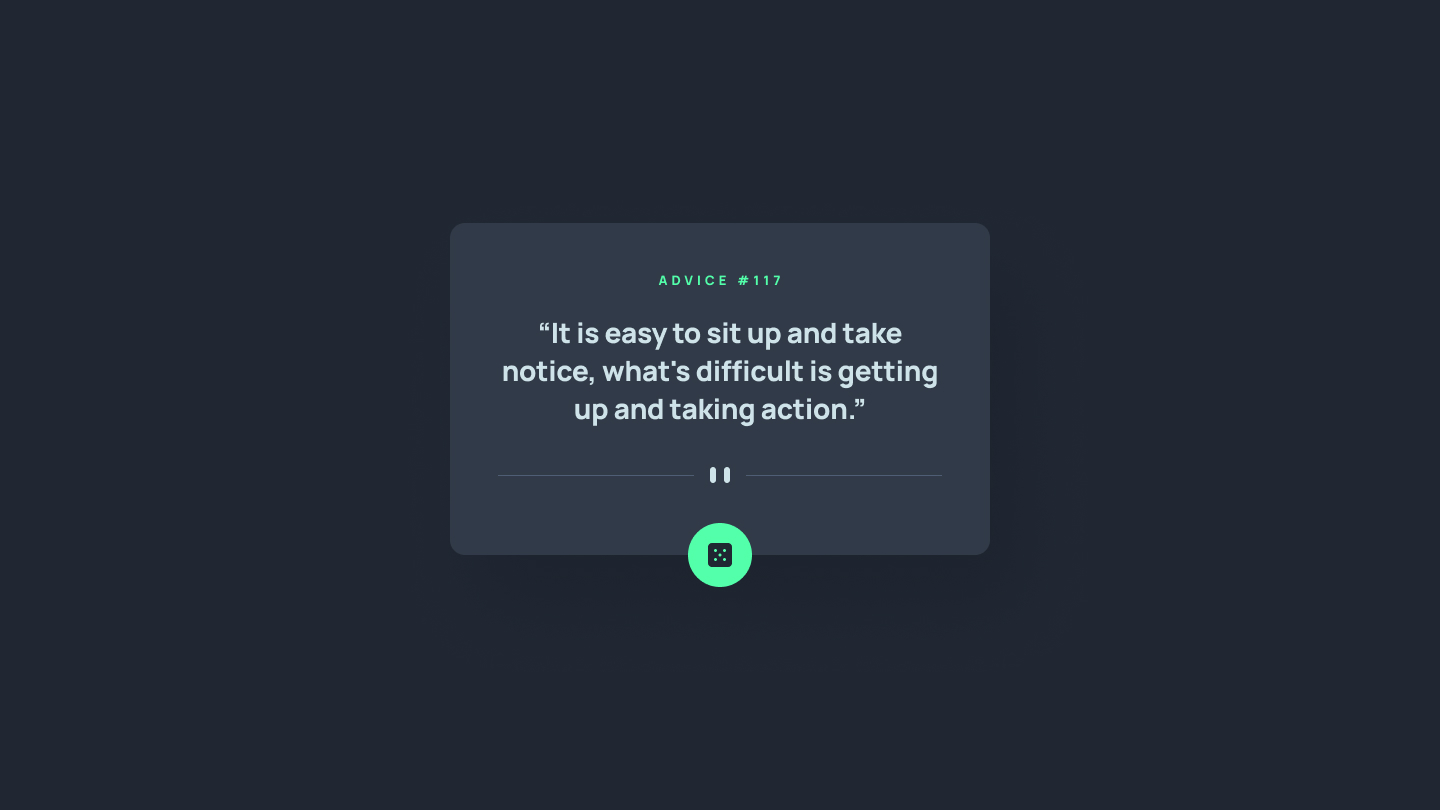 ADVICE #117
“It is easy to sit up and take
notice, what's difficult is getting
up and taking action.”